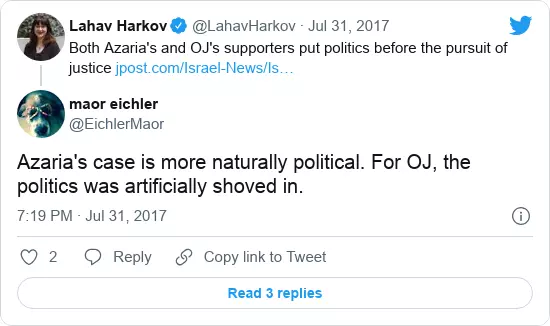 Lahav Harkov @LahavHarkov · Jul 31, 2017
Both Azaria's and OJ's supporters put politics before the pursuit of
justice jpost.com/Israel-News/Is…
maor eichler
@EichlerMaor
Azaria's case is more naturally political. For OJ, the
politics was artificially shoved in.
7:19 PM · Jul 31, 2017
2 Reply Copy link to Tweet
Read 3 replies